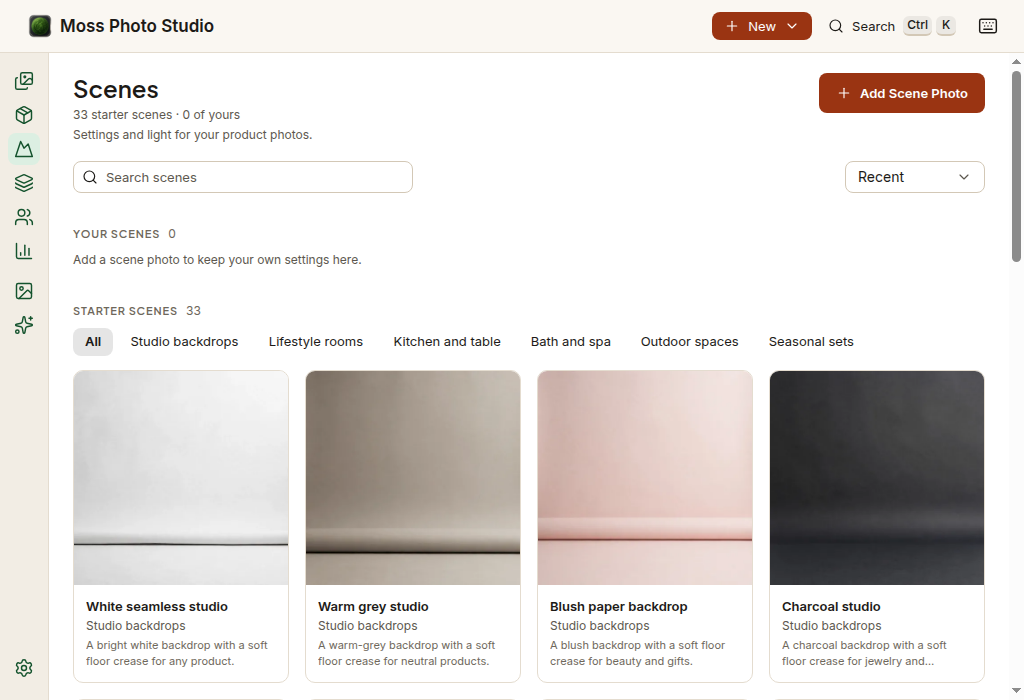 Moss Photo Studio
New
Search
Ctrl
K
Scenes
33 starter scenes · 0 of yours
Settings and light for your product photos.
Add Scene Photo
Search scenes
Recent
YOUR SCENES 0
Add a scene photo to keep your own settings here.
STARTER SCENES 33
All
Studio backdrops
Lifestyle rooms
Kitchen and table
Bath and spa
Outdoor spaces
Seasonal sets
White seamless studio
Studio backdrops
A bright white backdrop with a soft
floor crease for any product.
Warm grey studio
Studio backdrops
A warm-grey backdrop with a soft
floor crease for neutral products.
Blush paper backdrop
Studio backdrops
A blush backdrop with a soft floor
crease for beauty and gifts.
Charcoal studio
Studio backdrops
A charcoal backdrop with a soft
floor crease for jewelry and...